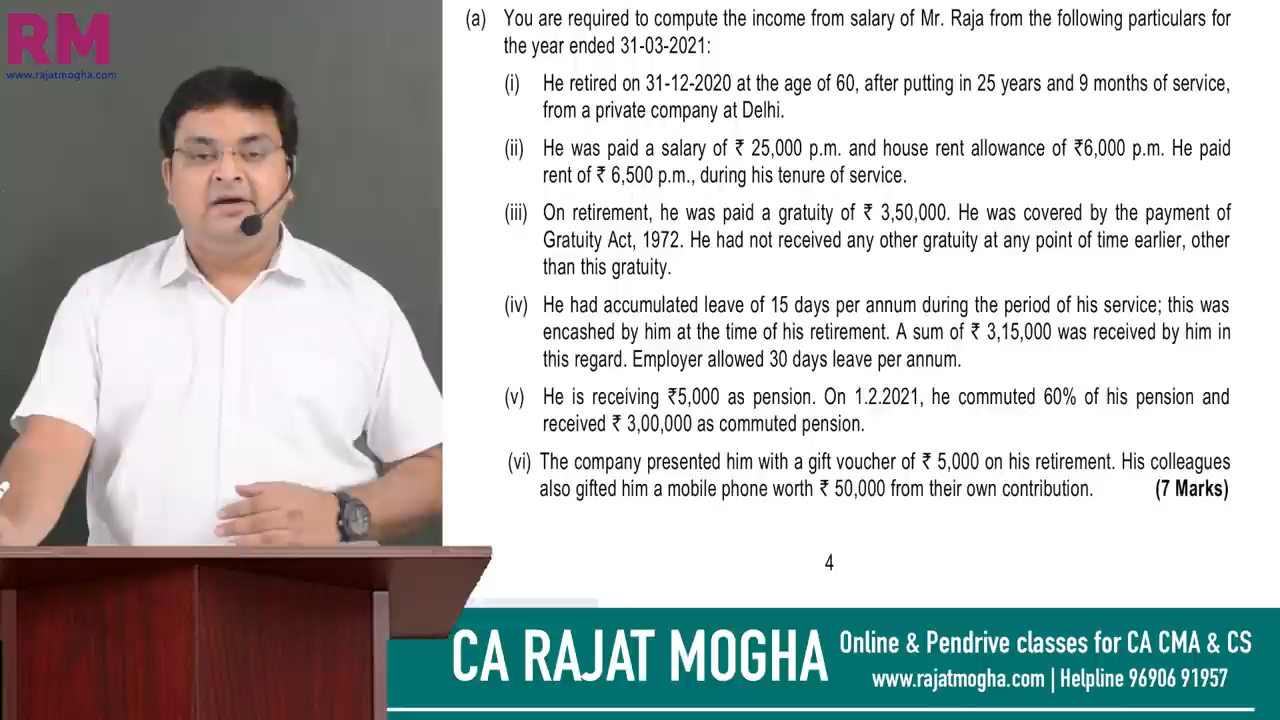 RM
www.rajatmogha.com
(a) You are required to compute the income from salary of Mr. Raja from the following particulars for
the year ended 31-03-2021:
(i) He retired on 31-12-2020 at the age of 60, after putting in 25 years and 9 months of service,
from a private company at Delhi.
(ii) He was paid a salary of ₹ 25,000 p.m. and house rent allowance of ₹6,000 p.m. He paid
rent of ₹ 6,500 p.m., during his tenure of service.
(iii) On retirement, he was paid a gratuity of ₹ 3,50,000. He was covered by the payment of
Gratuity Act, 1972. He had not received any other gratuity at any point of time earlier, other
than this gratuity.
(iv) He had accumulated leave of 15 days per annum during the period of his service; this was
encashed by him at the time of his retirement. A sum of ₹ 3,15,000 was received by him in
this regard. Employer allowed 30 days leave per annum.
(v) He is receiving ₹5,000 as pension. On 1.2.2021, he commuted 60% of his pension and
received ₹ 3,00,000 as commuted pension.
(vi) The company presented him with a gift voucher of ₹ 5,000 on his retirement. His colleagues
also gifted him a mobile phone worth ₹ 50,000 from their own contribution. (7 Marks)
4
CA RAJAT MOGHA
Online & Pendrive classes for CA CMA & CS
www.rajatmogha.com | Helpline 96906 91957